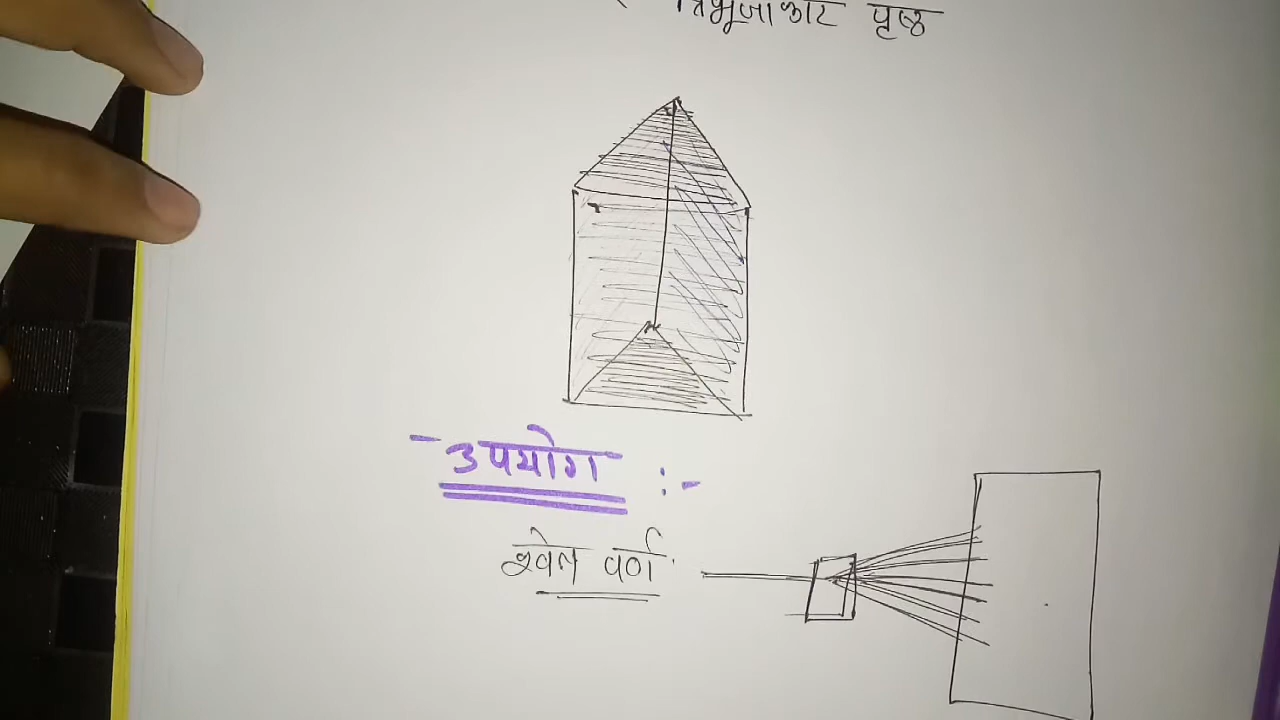 त्रिभुजाकार पृष्ठ
- उपयोग :-
श्वेत वर्ण